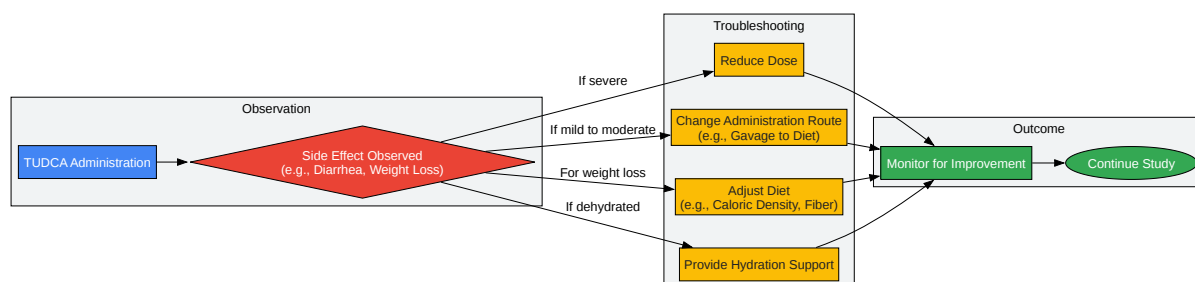 Observation
TUDCA Administration
Side Effect Observed
(e.g., Diarrhea, Weight Loss)
If severe
If mild to moderate
For weight loss
If dehydrated
Troubleshooting
Reduce Dose
Change Administration Route
(e.g., Gavage to Diet)
Adjust Diet
(e.g., Caloric Density, Fiber)
Provide Hydration Support
Outcome
Monitor for Improvement
Continue Study